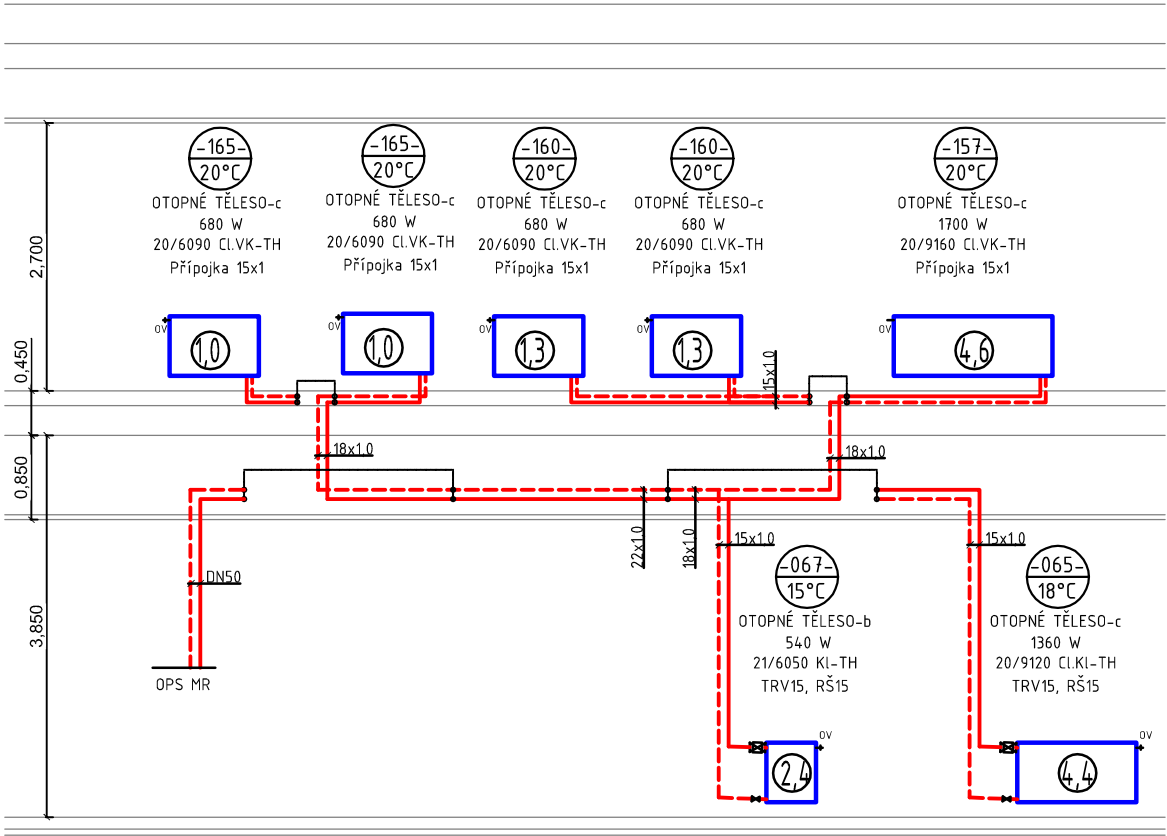 -165-
20°C
OTOPNÉ TĚLESO-c
680 W
20/6090 Cl.VK-TH
Přípojka 15x1
-165-
20°C
OTOPNÉ TĚLESO-c
680 W
20/6090 Cl.VK-TH
Přípojka 15x1
-160-
20°C
OTOPNÉ TĚLESO-c
680 W
20/6090 Cl.VK-TH
Přípojka 15x1
-160-
20°C
OTOPNÉ TĚLESO-c
680 W
20/6090 Cl.VK-TH
Přípojka 15x1
-157-
20°C
OTOPNÉ TĚLESO-c
1700 W
20/9160 Cl.VK-TH
Přípojka 15x1
2,700
OV
1,0
OV
1,0
OV
1,3
OV
1,3
OV
4,6
0,450
15x1.0
18x1.0
18x1.0
0,850
22x1.0
18x1.0
15x1.0
15x1.0
DN50
3,850
OPS MR
-067-
15°C
OTOPNÉ TĚLESO-b
540 W
21/6050 Kl-TH
TRV15, RŠ15
-065-
18°C
OTOPNÉ TĚLESO-c
1360 W
20/9120 Cl.Kl-TH
TRV15, RŠ15
OV
2,4
OV
4,4